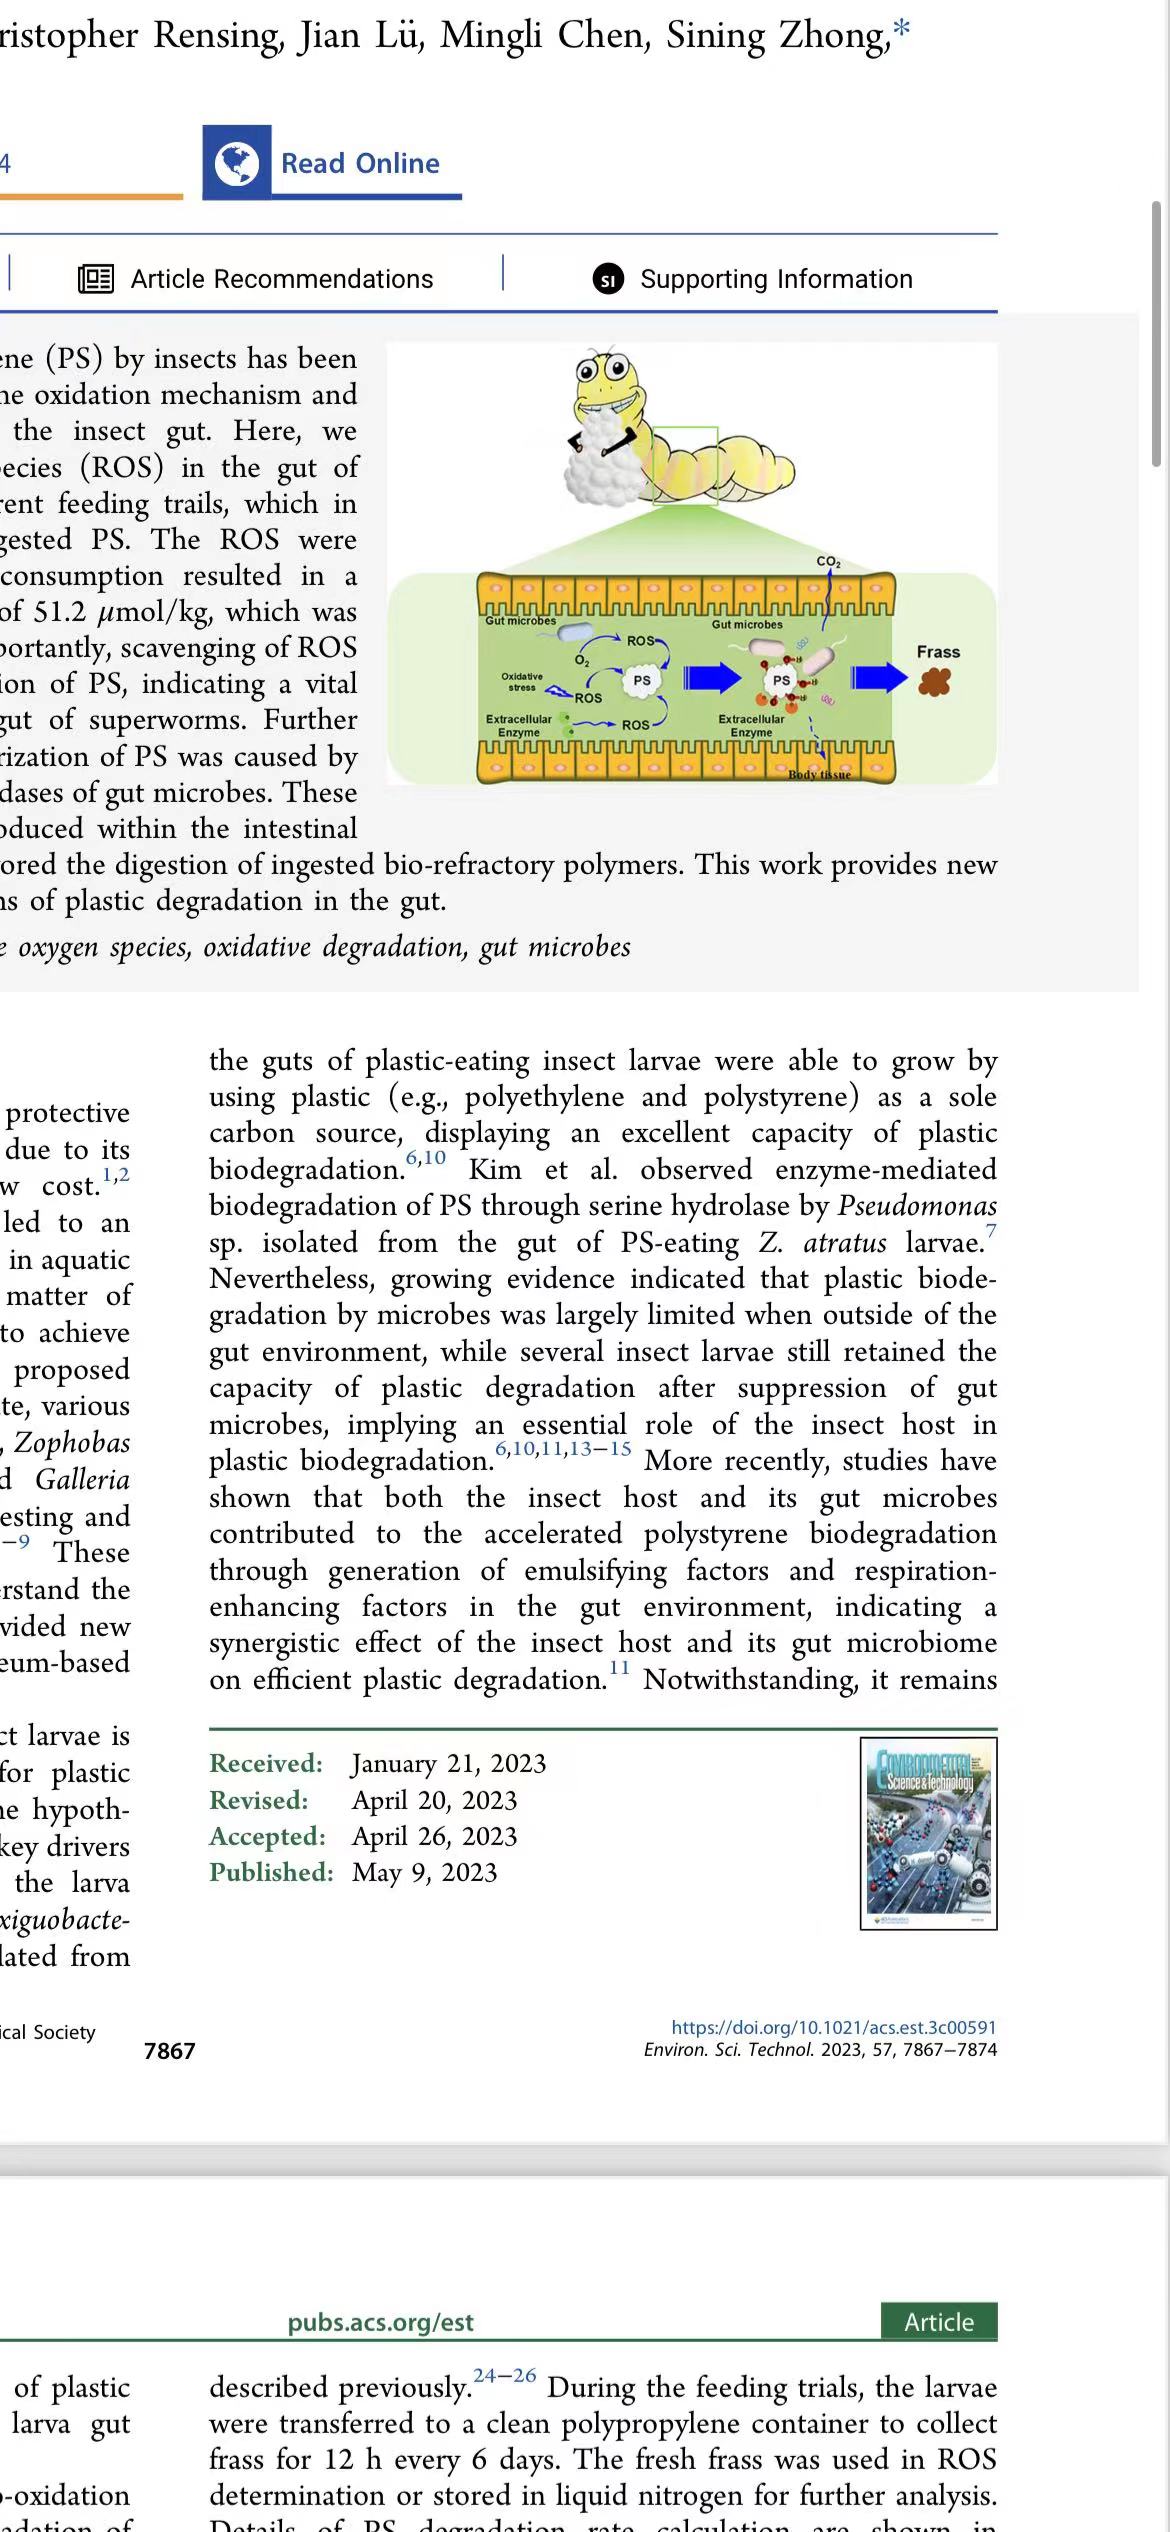 ristopher Rensing, Jian Lü, Mingli Chen, Sining Zhong,*
4
Read Online
Article Recommendations
SI Supporting Information
ene (PS) by insects has been
ne oxidation mechanism and
the insect gut. Here, we
pecies (ROS) in the gut of
rent feeding trails, which in
gested PS. The ROS were
consumption resulted in a
of 51.2 μmol/kg, which was
portantly, scavenging of ROS
ion of PS, indicating a vital
gut of superworms. Further
rization of PS was caused by
dases of gut microbes. These
oduced within the intestinal
vored the digestion of ingested bio-refractory polymers. This work provides new
ns of plastic degradation in the gut.
e oxygen species, oxidative degradation, gut microbes
CO2
Gut microbes
Gut microbes
ROS
O2
PS
PS
Oxidative
stress
ROS
Extracellular
Enzyme
ROS
Extracellular
Enzyme
Body tissue
Frass
protective
due to its
w cost.1,2
led to an
in aquatic
matter of
to achieve
proposed
te, various
, Zophobas
d Galleria
esting and
−9 These
erstand the
vided new
eum-based
ct larvae is
for plastic
ne hypoth-
key drivers
the larva
xiguobacte-
lated from
the guts of plastic-eating insect larvae were able to grow by
using plastic (e.g., polyethylene and polystyrene) as a sole
carbon source, displaying an excellent capacity of plastic
biodegradation.6,10 Kim et al. observed enzyme-mediated
biodegradation of PS through serine hydrolase by Pseudomonas
sp. isolated from the gut of PS-eating Z. atratus larvae.7
Nevertheless, growing evidence indicated that plastic biode-
gradation by microbes was largely limited when outside of the
gut environment, while several insect larvae still retained the
capacity of plastic degradation after suppression of gut
microbes, implying an essential role of the insect host in
plastic biodegradation.6,10,11,13−15 More recently, studies have
shown that both the insect host and its gut microbes
contributed to the accelerated polystyrene biodegradation
through generation of emulsifying factors and respiration-
enhancing factors in the gut environment, indicating a
synergistic effect of the insect host and its gut microbiome
on efficient plastic degradation.11 Notwithstanding, it remains
Received: January 21, 2023
Revised: April 20, 2023
Accepted: April 26, 2023
Published: May 9, 2023
ENVIRONMENTAL
Science & Technology
ical Society
7867
https://doi.org/10.1021/acs.est.3c00591
Environ. Sci. Technol. 2023, 57, 7867−7874
pubs.acs.org/est
Article
of plastic
larva gut
o-oxidation
adation of
described previously.24−26 During the feeding trials, the larvae
were transferred to a clean polypropylene container to collect
frass for 12 h every 6 days. The fresh frass was used in ROS
determination or stored in liquid nitrogen for further analysis.
Details of PS degradation rate calculation are shown in